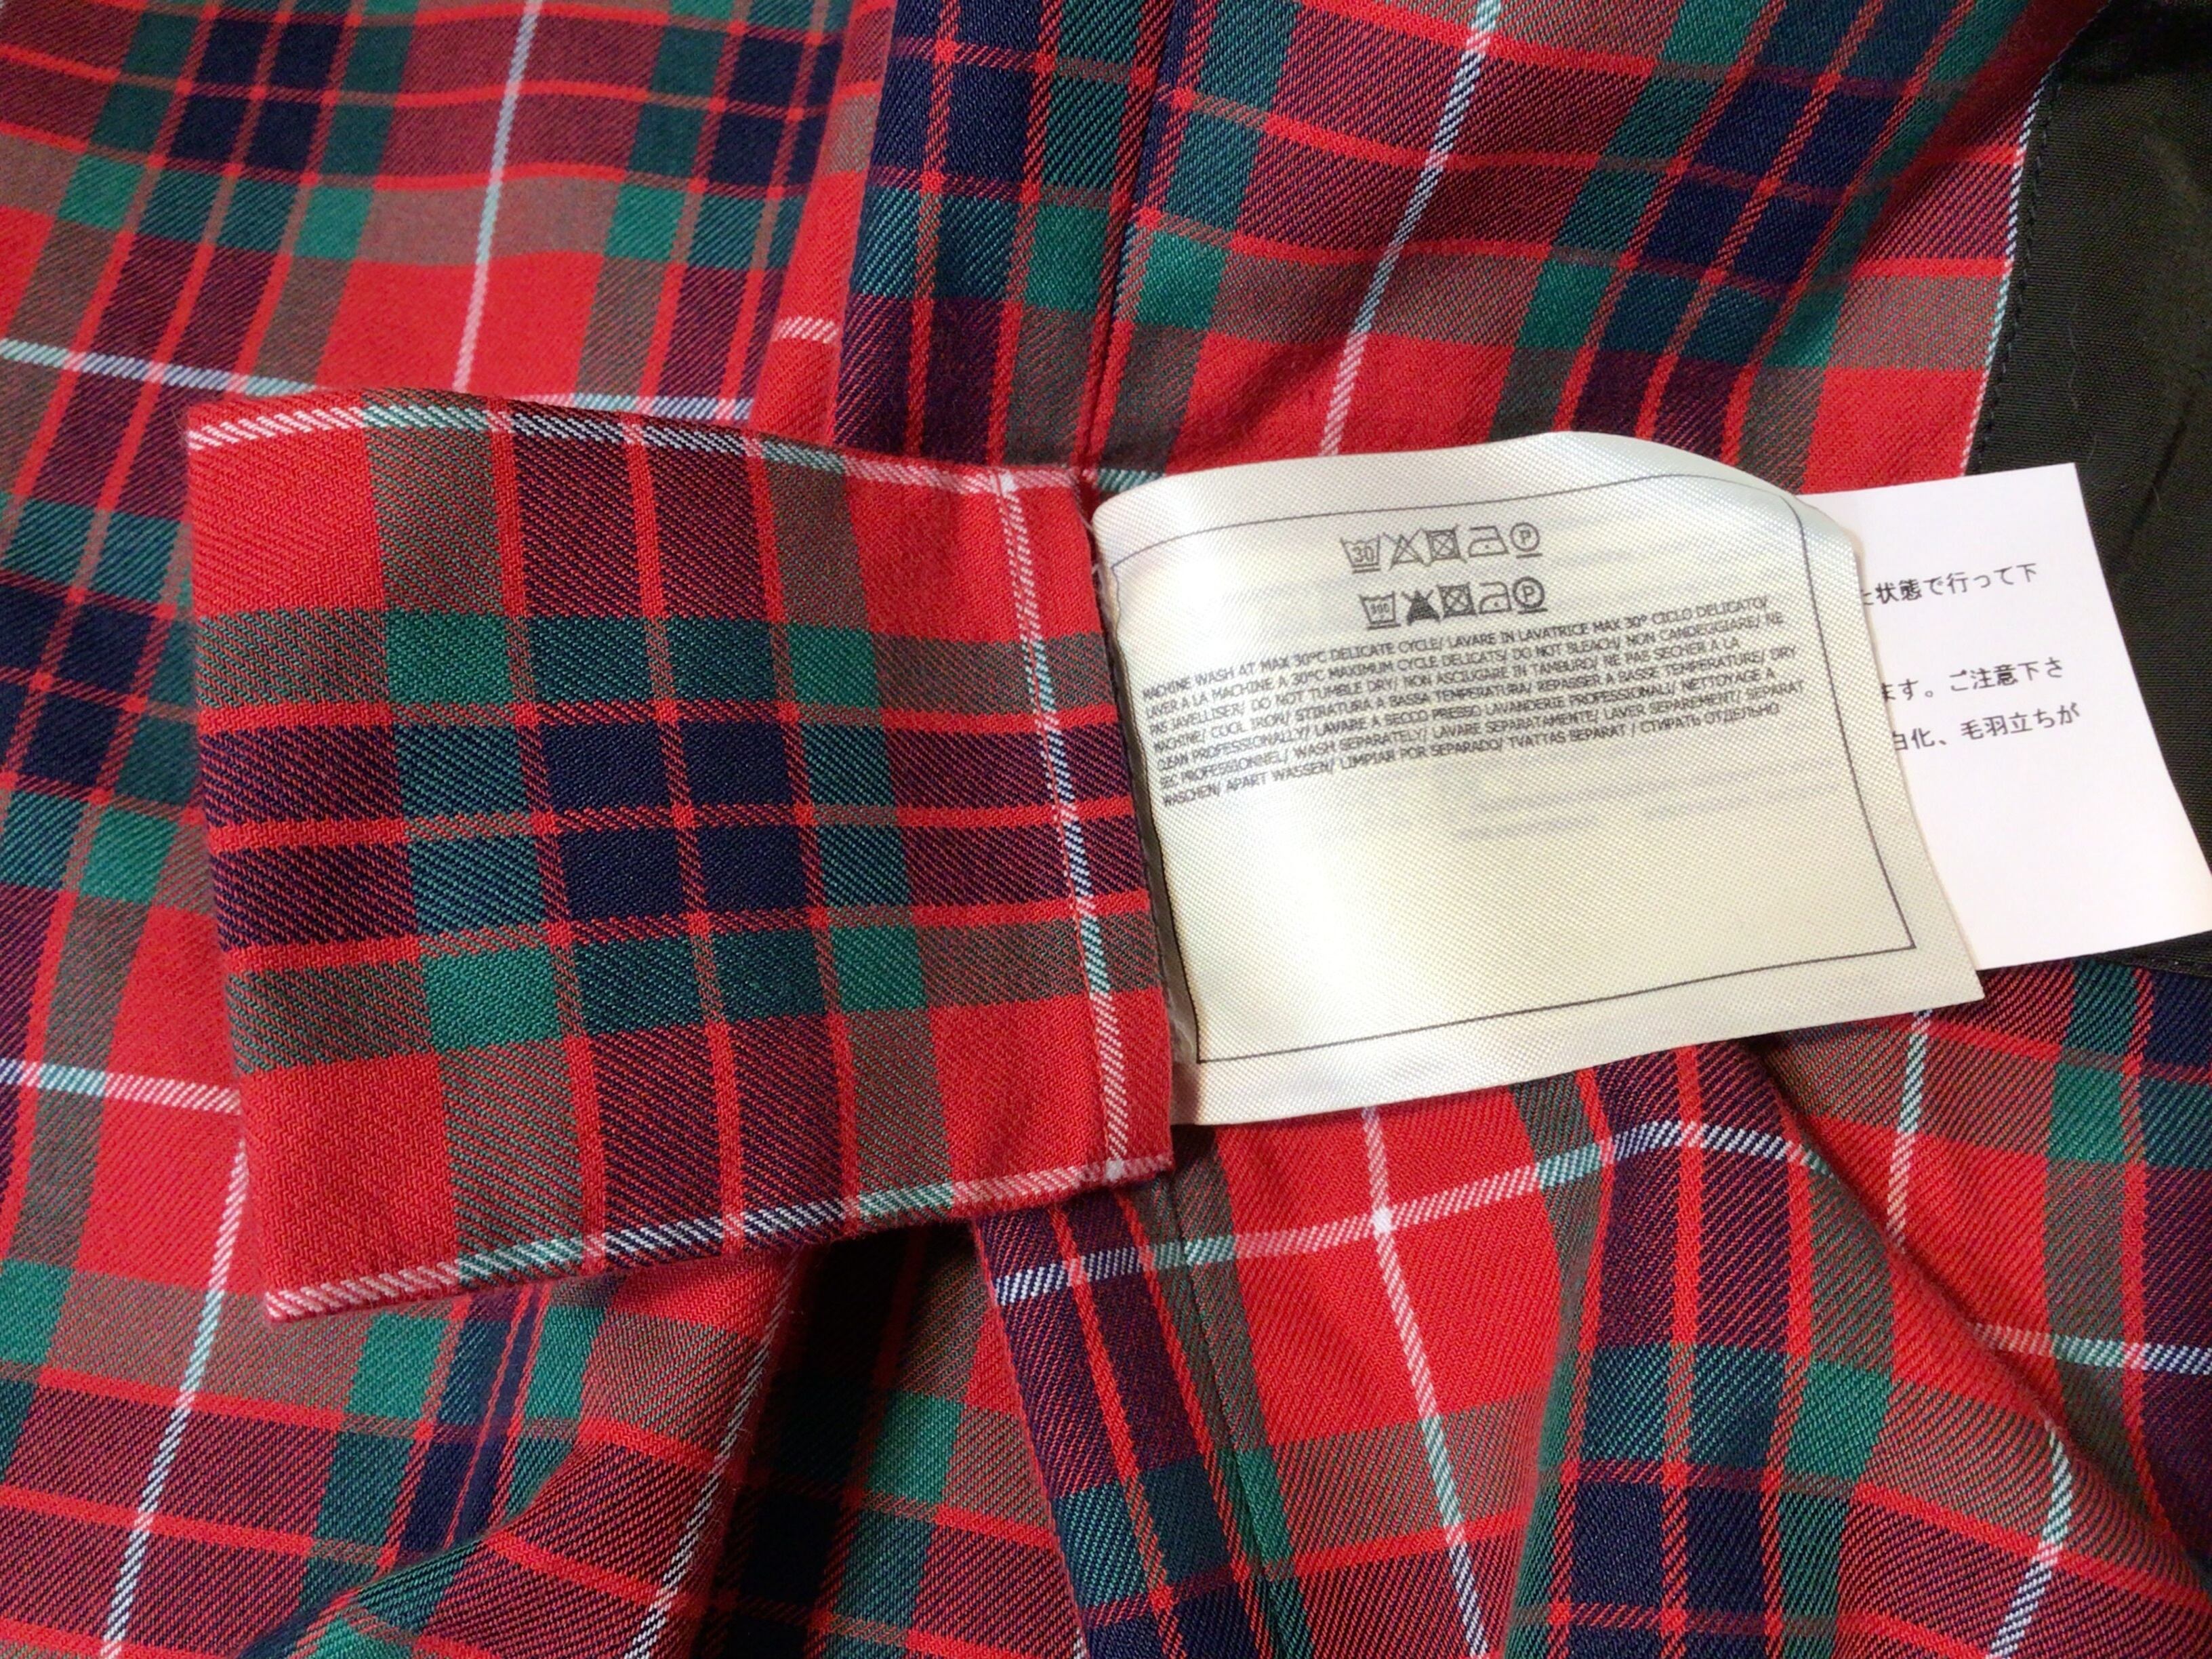 30 P
MACHINE WASH AT MAX 30°C DELICATE CYCLE/ LAVARE IN LAVATRICE MAX 30° CICLO DELICATO/
LAVER A LA MACHINE A 30°C MAXIMUM CYCLE DELICATS/ DO NOT BLEACH/ NON CANDEGGIARE/ NE
PAS JAVELLISER/ DO NOT TUMBLE DRY/ NON ASCIUGARE IN TAMBURO/ NE PAS SECHER A LA
MACHINE/ COOL IRON/ STIRATURA A BASSA TEMPERATURA/ REPASSER A BASSE TEMPERATURE/ DRY
CLEAN PROFESSIONALLY/ LAVARE A SECCO PRESSO LAVANDERIE PROFESSIONALI/ NETTOYAGE A
SEC PROFESSIONNEL/ WASH SEPARATELY/ LAVARE SEPARATAMENTE/ LAVER SEPAREMENT/ SEPARAT
WASCHEN/ APART WASSEN/ LIMPIAR POR SEPARADO/ TVATTAS SEPARAT / СТИРАТЬ ОТДЕЛЬНО
状態で行って下
ます。ご注意下さ
白化、毛羽立ちが